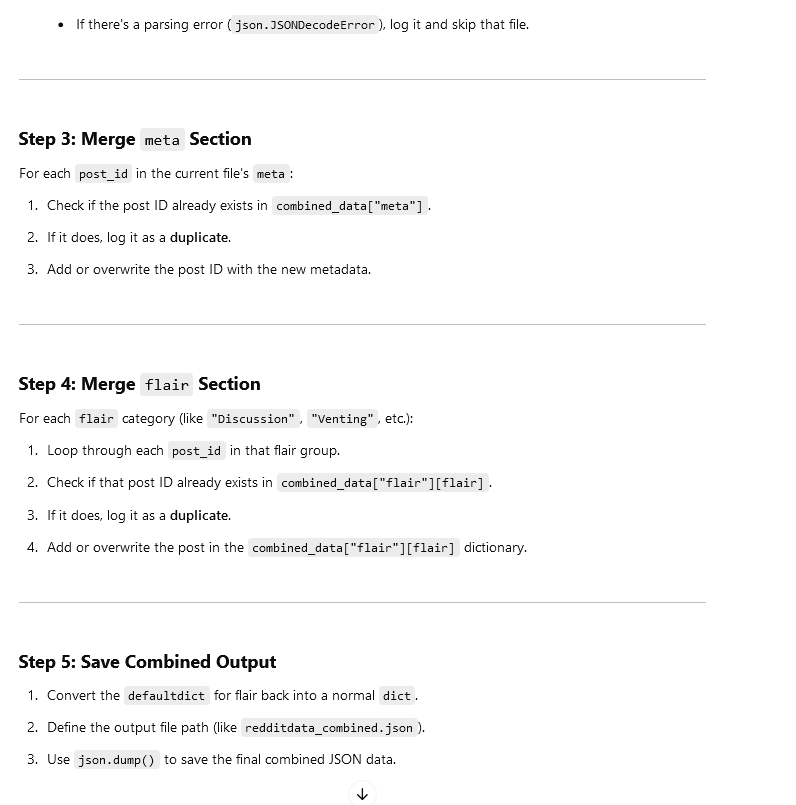 • If there's a parsing error (json.JSONDecodeError), log it and skip that file.
Step 3: Merge meta Section
For each post_id in the current file's meta:
1. Check if the post ID already exists in combined_data["meta"].
2. If it does, log it as a duplicate.
3. Add or overwrite the post ID with the new metadata.
Step 4: Merge flair Section
For each flair category (like "Discussion", "Venting", etc.):
1. Loop through each post_id in that flair group.
2. Check if that post ID already exists in combined_data["flair"][flair].
3. If it does, log it as a duplicate.
4. Add or overwrite the post in the combined_data["flair"][flair] dictionary.
Step 5: Save Combined Output
1. Convert the defaultdict for flair back into a normal dict.
2. Define the output file path (like redditdata_combined.json).
3. Use json.dump() to save the final combined JSON data.